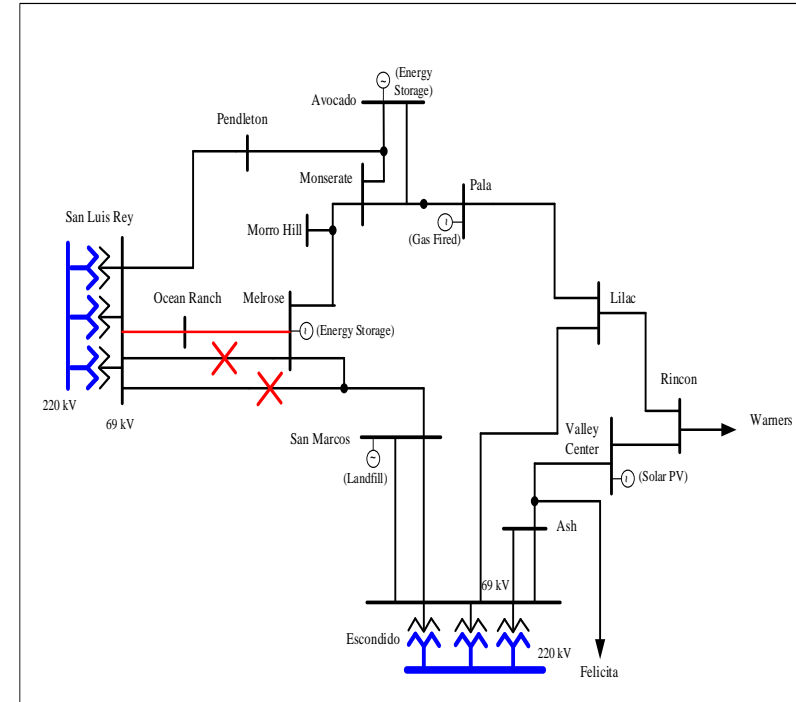 (Energy
Storage)
Avocado
Pendleton
Monserate
Pala
San Luis Rey
Morro Hill
(Gas Fired)
Ocean Ranch
Melrose
Lilac
(Energy Storage)
Rincon
220 kV
69 kV
Valley
Center
Warners
San Marcos
(Landfill)
(Solar PV)
Ash
69 kV
Escondido
220 kV
Felicita